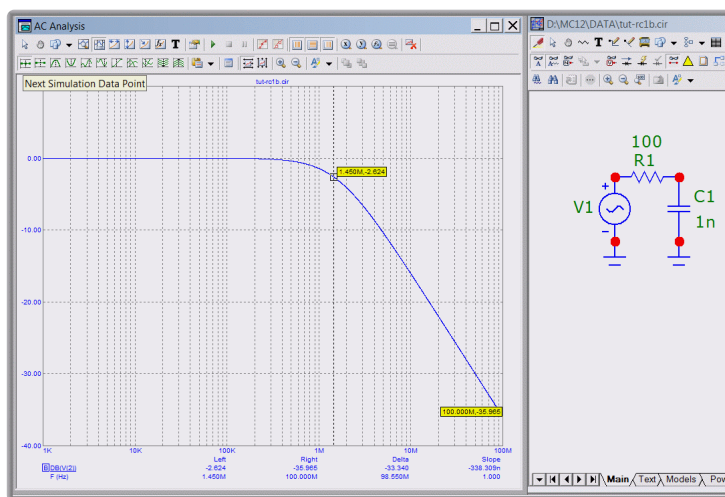 AC Analysis
Next Simulation Data Point
tut-rc1b.cir
0.00
1.450M,-2.624
-10.00
-20.00
-30.00
100.000M,-35.965
-40.00
1K 10K 100K 1M 10M 100M
Left Right Delta Slope
DB(V(2)) -2.624 -35.965 -33.340 -338.309n
F (Hz) 1.450M 100.000M 98.550M 1.000
D:\MC12\DATA\tut-rc1b.cir
100
R1
V1
C1
1n
Main Text Models Pow